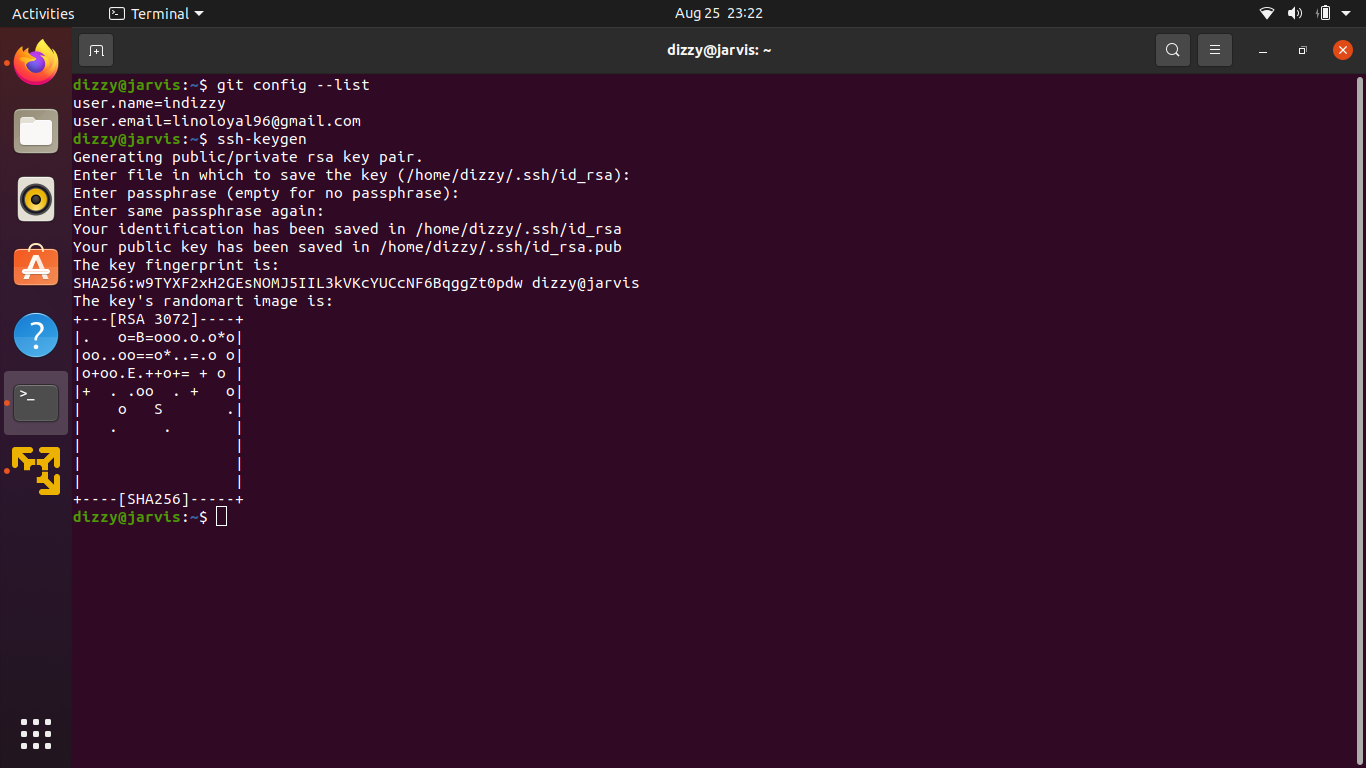 Activities Terminal Aug 25 23:22
dizzy@jarvis: ~
dizzy@jarvis:~$ git config --list
user.name=indizzy
user.email=linoloyal96@gmail.com
dizzy@jarvis:~$ ssh-keygen
Generating public/private rsa key pair.
Enter file in which to save the key (/home/dizzy/.ssh/id_rsa):
Enter passphrase (empty for no passphrase):
Enter same passphrase again:
Your identification has been saved in /home/dizzy/.ssh/id_rsa
Your public key has been saved in /home/dizzy/.ssh/id_rsa.pub
The key fingerprint is:
SHA256:w9TYXF2xH2GEsNOMJ5IIL3kVKcYUCcNF6BqggZt0pdw dizzy@jarvis
The key's randomart image is:
+---[RSA 3072]----+
|.   o=B=ooo.o.o*o|
|oo..oo==o*..=.o o|
|o+oo.E.++o+= + o |
|+  . .oo  . +   o|
|    o   S       .|
|   .     .       |
|                 |
|                 |
|                 |
+----[SHA256]-----+
dizzy@jarvis:~$